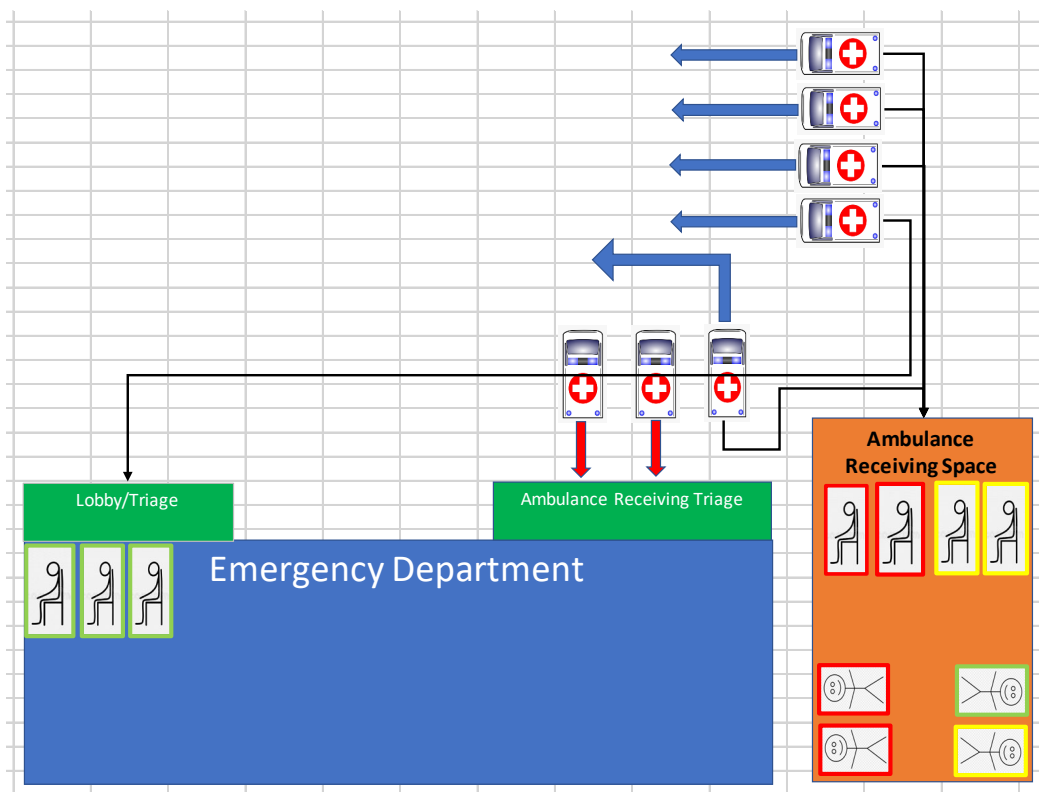 Ambulance
Receiving Space
Lobby/Triage
Ambulance Receiving Triage
Emergency Department